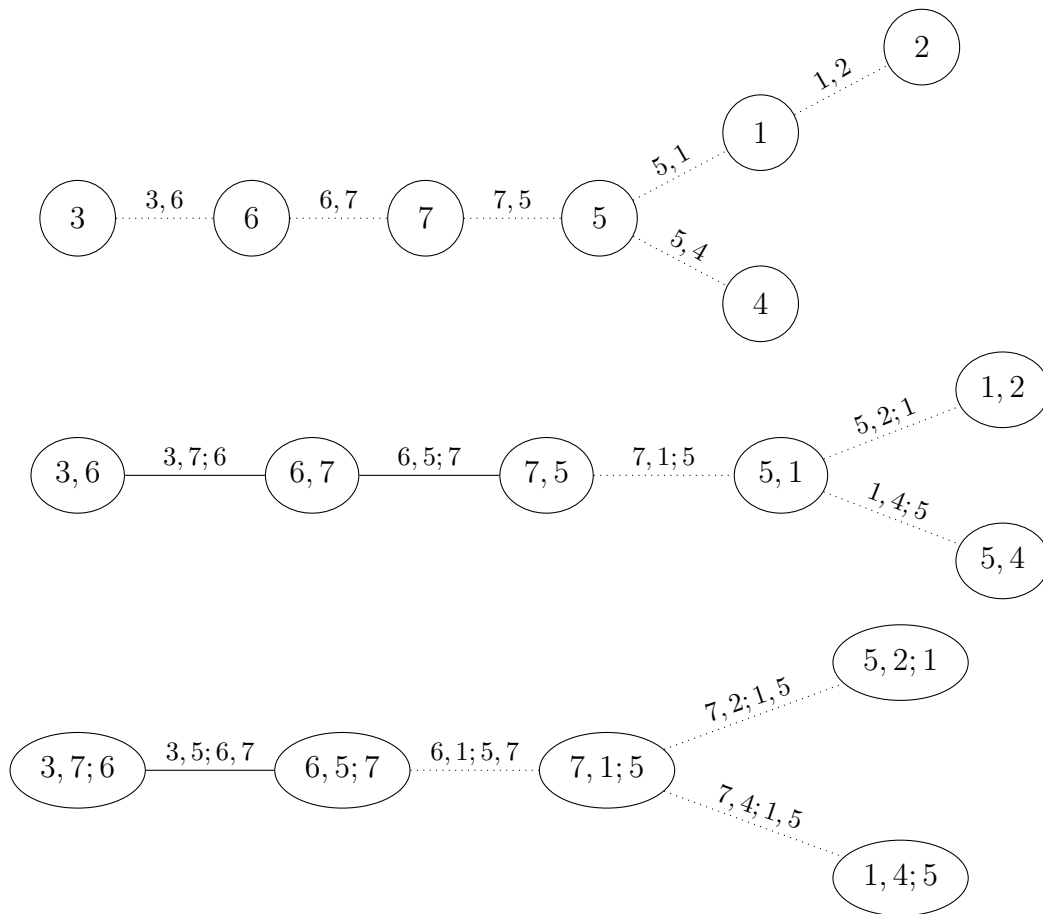 2
1, 2
1
5, 1
3
3, 6
6
6, 7
7
7, 5
5
5, 4
4
1, 2
5, 2; 1
3, 6
3, 7; 6
6, 7
6, 5; 7
7, 5
7, 1; 5
5, 1
1, 4; 5
5, 4
5, 2; 1
7, 2; 1, 5
3, 7; 6
3, 5; 6, 7
6, 5; 7
6, 1; 5, 7
7, 1; 5
7, 4; 1, 5
1, 4; 5